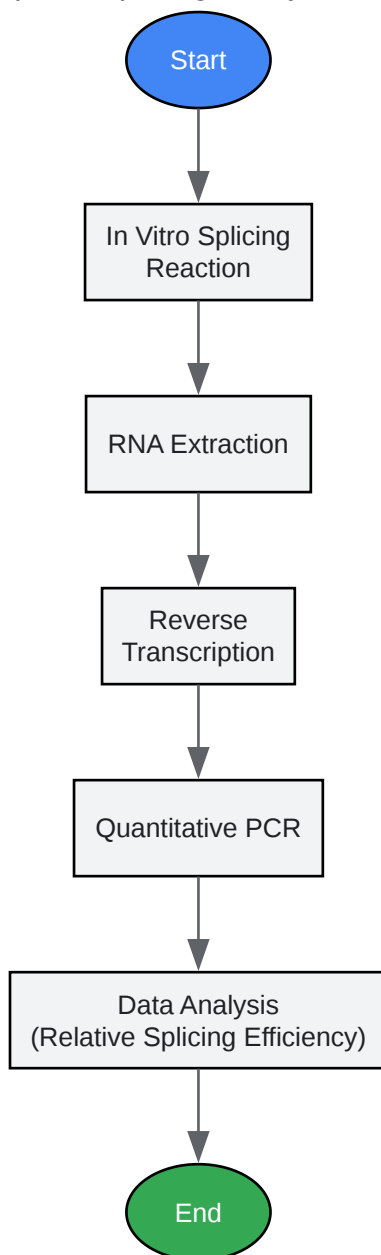 Start
In Vitro Splicing
Reaction
RNA Extraction
Reverse
Transcription
Quantitative PCR
Data Analysis
(Relative Splicing Efficiency)
End